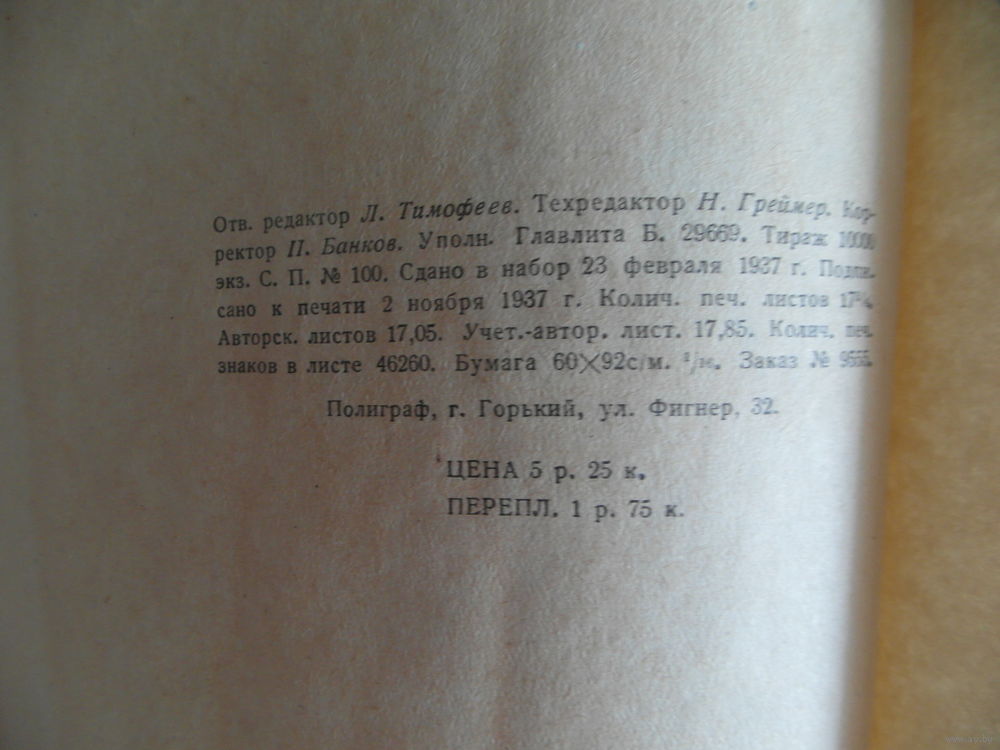 Отв. редактор Л. Тимофеев. Техредактор Н. Греймер. Кор-
ректор П. Банков. Уполн. Главлита Б. 29669. Тираж 10000
экз. С. П. № 100. Сдано в набор 23 февраля 1937 г. Подпи-
сано к печати 2 ноября 1937 г. Колич. печ. листов
Авторск. листов 17,05. Учет.-автор. лист. 17,85. Колич. печ.
знаков в листе 46260. Бумага 60×92с/м. Заказ №
Полиграф, г. Горький, ул. Фигнер, 32.
ЦЕНА 5 р. 25 к.
ПЕРЕПЛ. 1 р. 75 к.